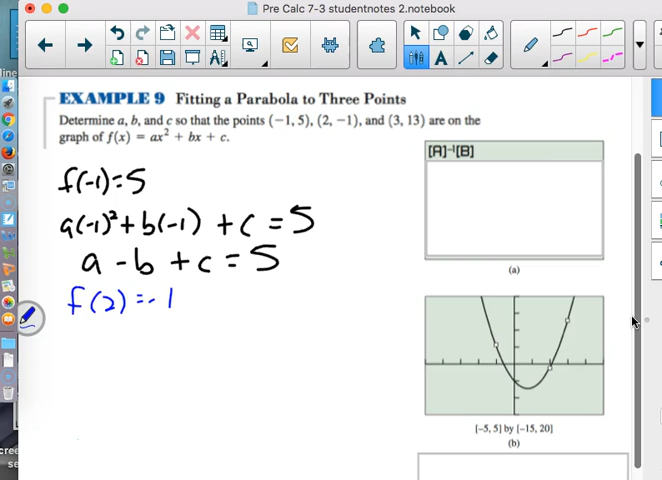 Pre Calc 7-3 studentnotes 2.notebook
A
EXAMPLE 9 Fitting a Parabola to Three Points
Determine a, b, and c so that the points (−1, 5), (2, −1), and (3, 13) are on the
graph of f(x) = ax² + bx + c.
[A]⁻¹[B]
f(-1)=5
a(-1)²+b(-1) +c =5
a -b +c =5
(a)
f(2)=-1
[−5, 5] by [−15, 20]
(b)